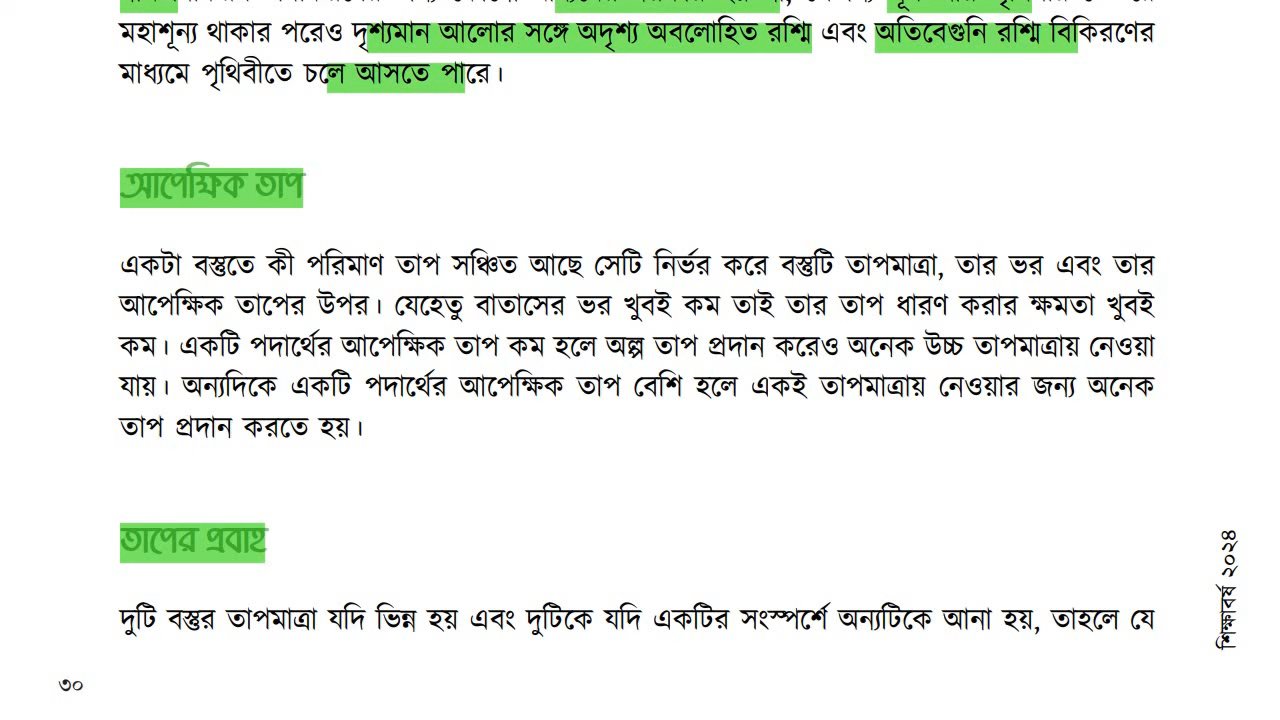 মহাশূন্য থাকার পরেও দৃশ্যমান আলোর সঙ্গে অদৃশ্য অবলোহিত রশ্মি এবং অতিবেগুনি রশ্মি বিকিরণের
মাধ্যমে পৃথিবীতে চলে আসতে পারে।
আপেক্ষিক তাপ
একটা বস্তুতে কী পরিমাণ তাপ সঞ্চিত আছে সেটি নির্ভর করে বস্তুটি তাপমাত্রা, তার ভর এবং তার
আপেক্ষিক তাপের উপর। যেহেতু বাতাসের ভর খুবই কম তাই তার তাপ ধারণ করার ক্ষমতা খুবই
কম। একটি পদার্থের আপেক্ষিক তাপ কম হলে অল্প তাপ প্রদান করেও অনেক উচ্চ তাপমাত্রায় নেওয়া
যায়। অন্যদিকে একটি পদার্থের আপেক্ষিক তাপ বেশি হলে একই তাপমাত্রায় নেওয়ার জন্য অনেক
তাপ প্রদান করতে হয়।
তাপের প্রবাহ
দুটি বস্তুর তাপমাত্রা যদি ভিন্ন হয় এবং দুটিকে যদি একটির সংস্পর্শে অন্যটিকে আনা হয়, তাহলে যে
শিক্ষাবর্ষ ২০২৪
৩০